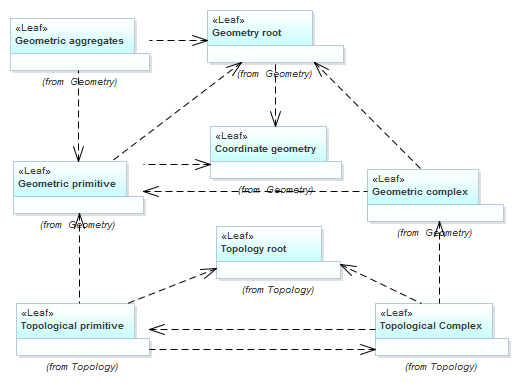 «Leaf»
Geometric aggregates
(from Geometry)
«Leaf»
Geometry root
(from Geometry)
«Leaf»
Coordinate geometry
(from Geometry)
«Leaf»
Geometric primitive
(from Geometry)
«Leaf»
Geometric complex
(from Geometry)
«Leaf»
Topology root
(from Topology)
«Leaf»
Topological primitive
(from Topology)
«Leaf»
Topological Complex
(from Topology)